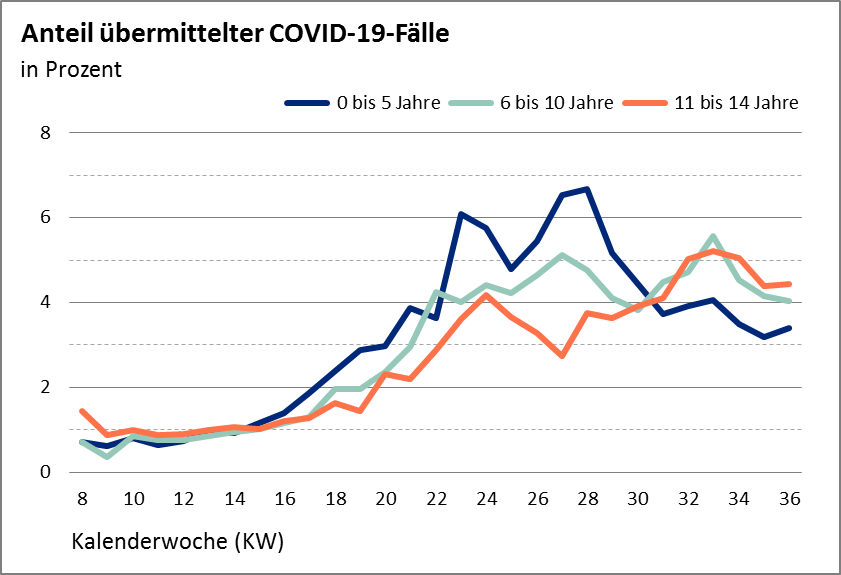 Anteil übermittelter COVID-19-Fälle
in Prozent
0 bis 5 Jahre 6 bis 10 Jahre 11 bis 14 Jahre
8
6
4
2
0
8 10 12 14 16 18 20 22 24 26 28 30 32 34 36
Kalenderwoche (KW)